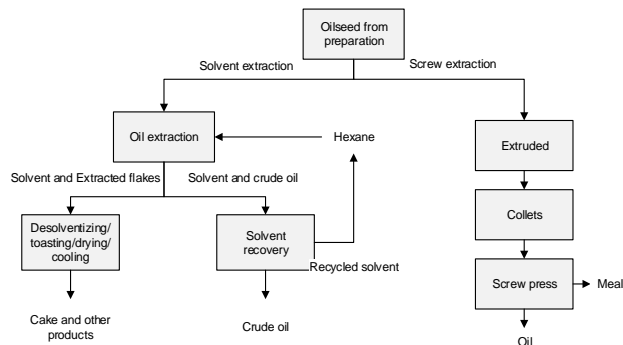 Oilseed from
preparation
Solvent extraction
Screw extraction
Oil extraction
Hexane
Extruded
Solvent and Extracted flakes
Solvent and crude oil
Desolventizing/
toasting/drying/
cooling
Solvent
recovery
Collets
Recycled solvent
Screw press
Meal
Cake and other
products
Crude oil
Oil